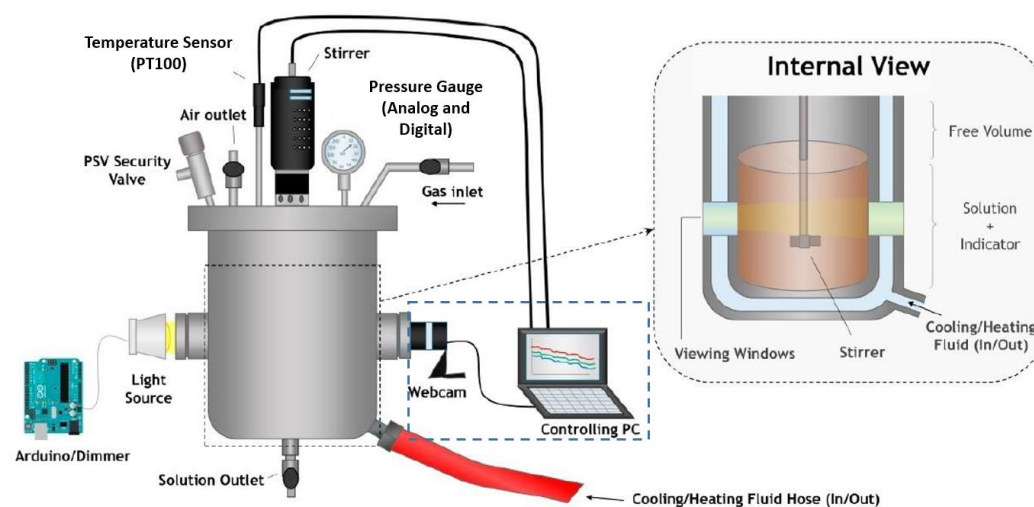 Temperature Sensor
(PT100)
Stirrer
Air outlet
Pressure Gauge
(Analog and
Digital)
PSV Security
Valve
Gas inlet
Light
Source
Webcam
Arduino/Dimmer
Controlling PC
Solution Outlet
Cooling/Heating Fluid Hose (In/Out)
Internal View
Free Volume
Solution
+
Indicator
Cooling/Heating
Fluid (In/Out)
Viewing Windows
Stirrer